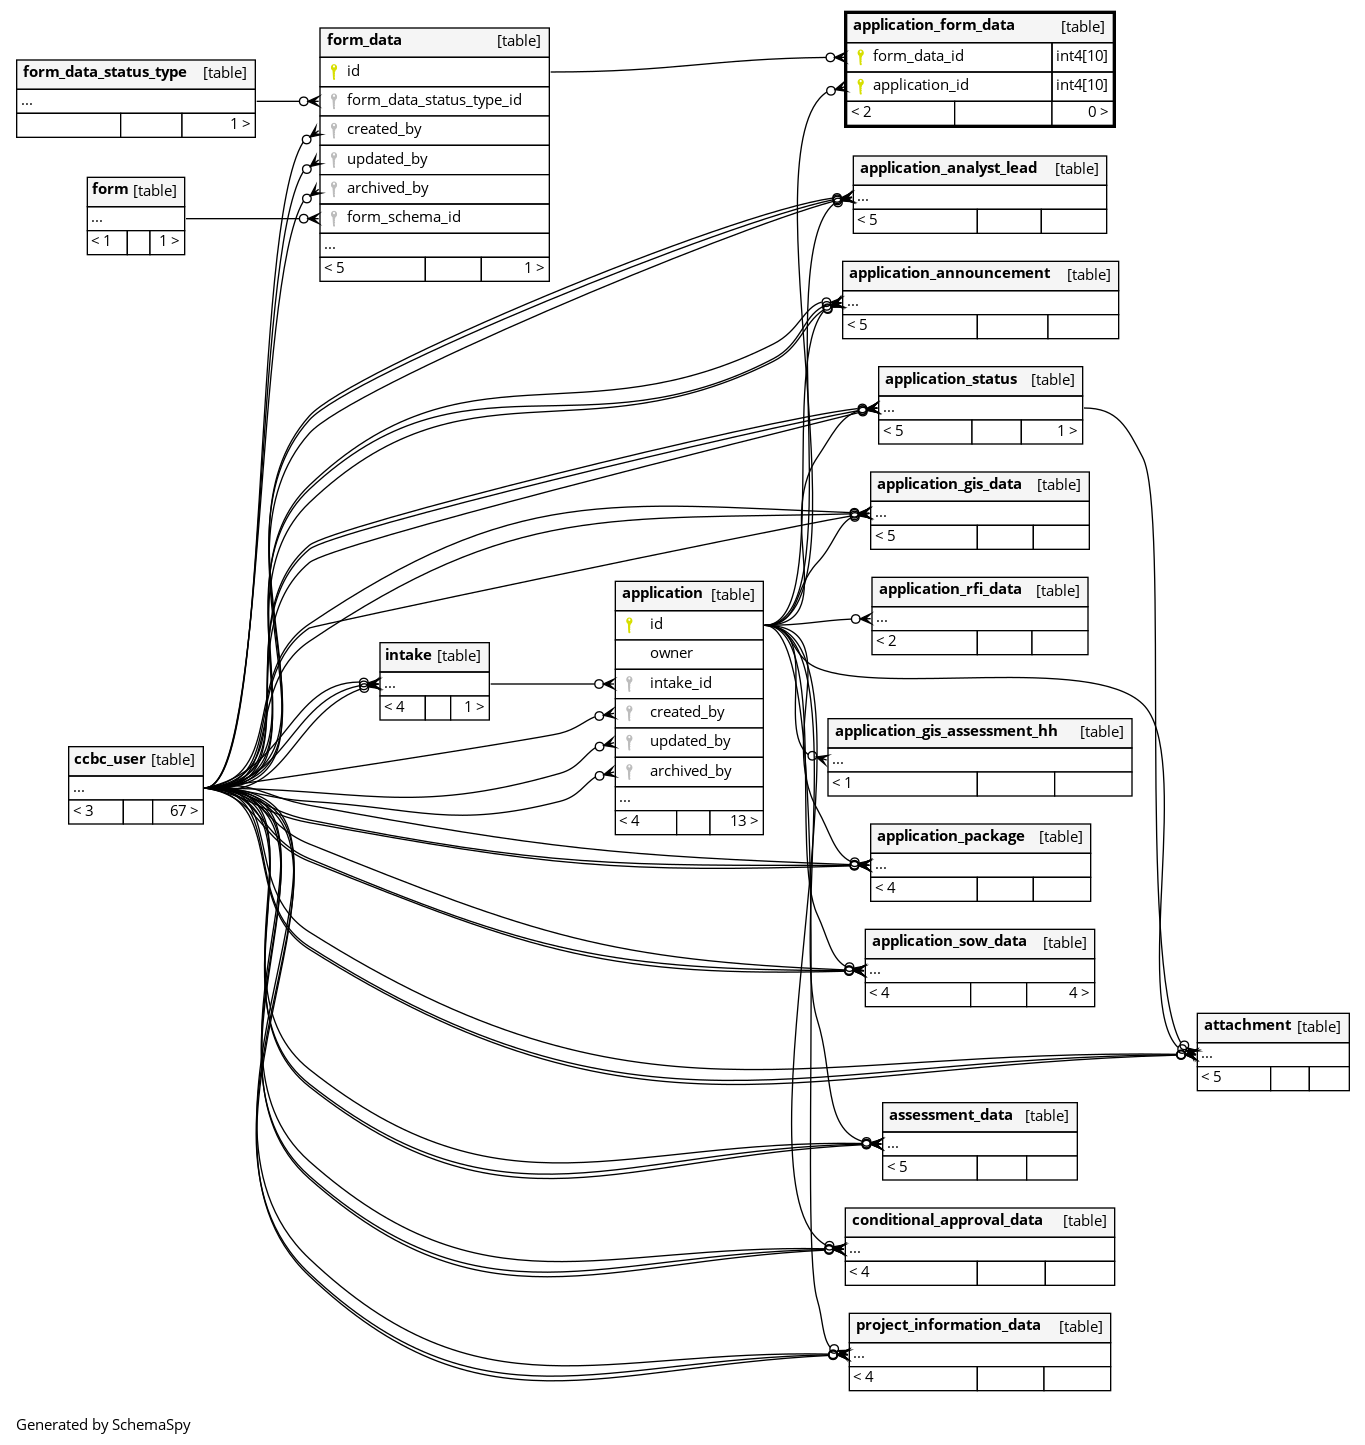 form_data_status_type [table]
...
1 >
form [table]
...
< 1 1 >
form_data [table]
id
form_data_status_type_id
created_by
updated_by
archived_by
form_schema_id
...
< 5 1 >
application_form_data [table]
form_data_id int4[10]
application_id int4[10]
< 2 0 >
application_analyst_lead [table]
...
< 5
application_announcement [table]
...
< 5
application_status [table]
...
< 5 1 >
application_gis_data [table]
...
< 5
application_rfi_data [table]
...
< 2
application [table]
id
owner
intake_id
created_by
updated_by
archived_by
...
< 4 13 >
intake [table]
...
< 4 1 >
ccbc_user [table]
...
< 3 67 >
application_gis_assessment_hh [table]
...
< 1
application_package [table]
...
< 4
application_sow_data [table]
...
< 4 4 >
attachment [table]
...
< 5
assessment_data [table]
...
< 5
conditional_approval_data [table]
...
< 4
project_information_data [table]
...
< 4
Generated by SchemaSpy